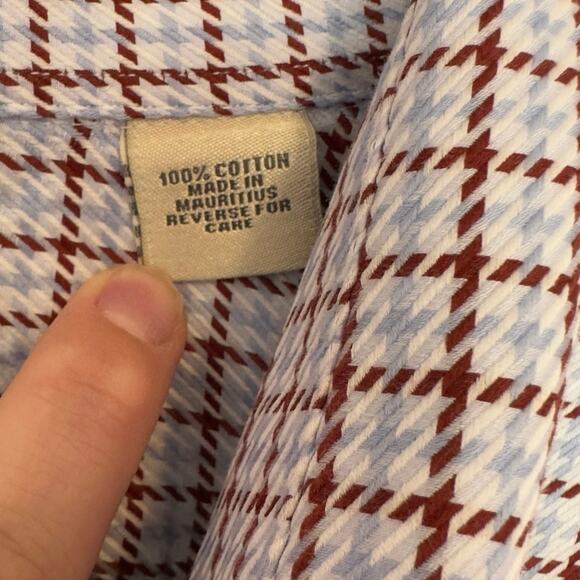 100% COTTON
MADE IN
MAURITIUS
REVERSE FOR
CARE